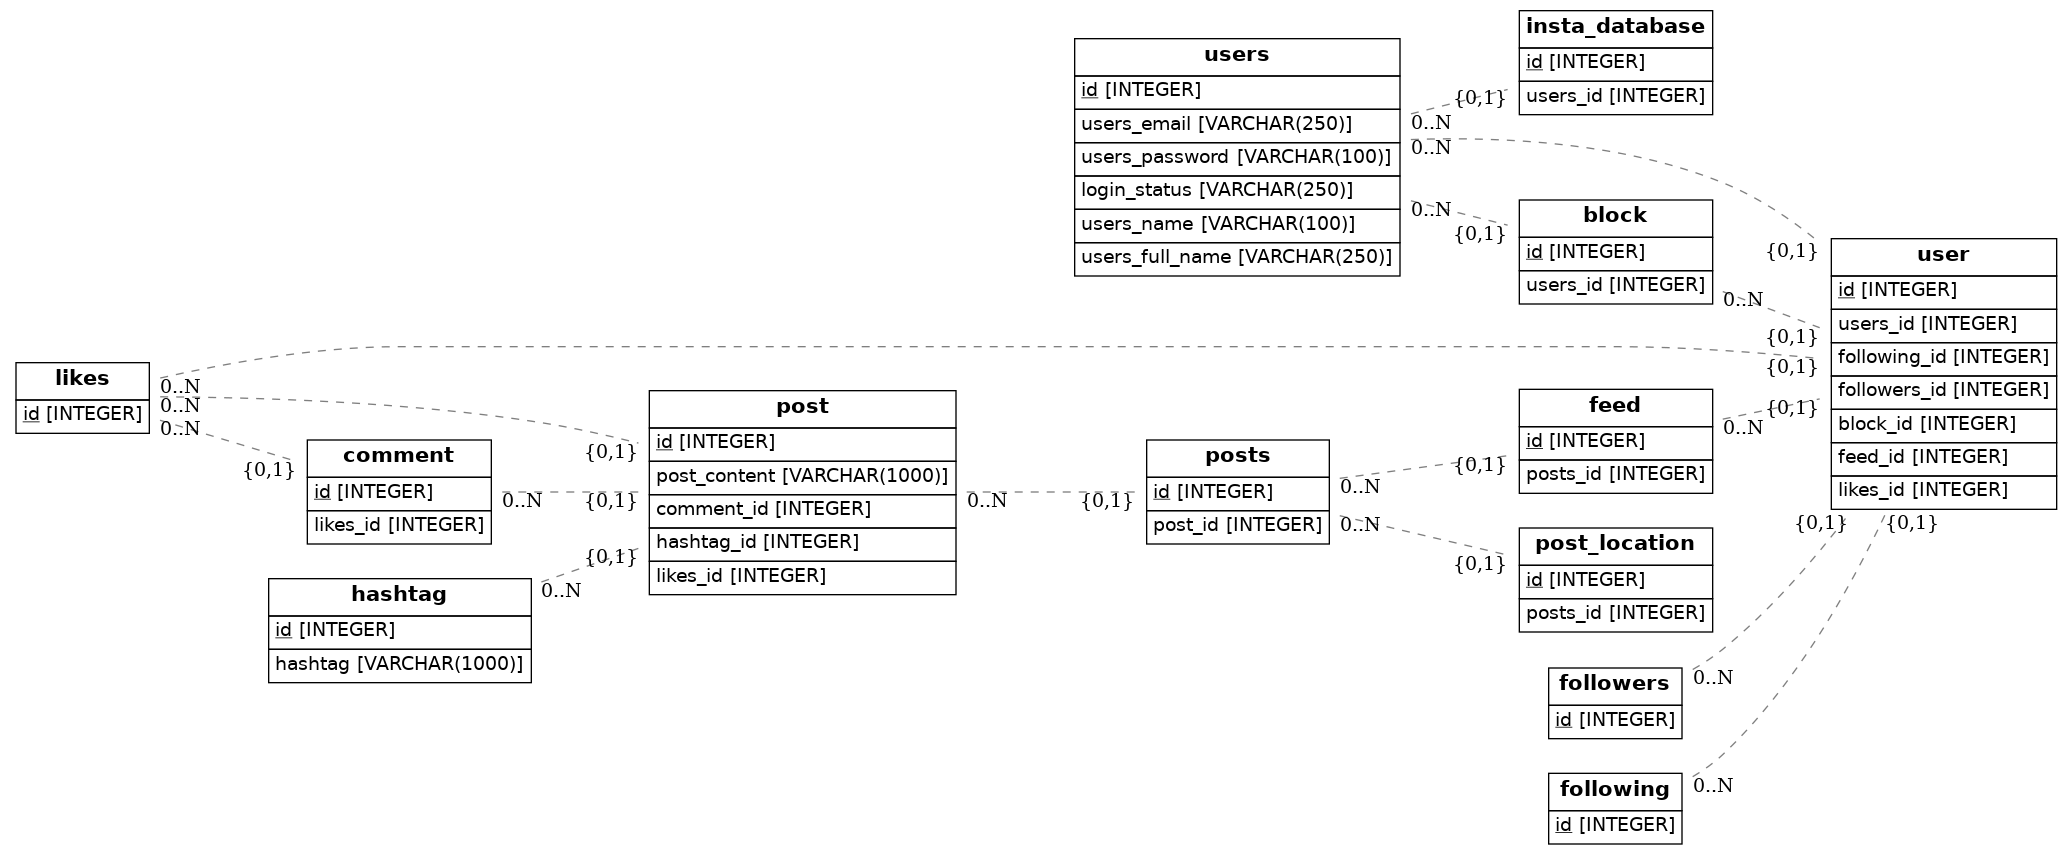 insta_database
id [INTEGER]
users_id [INTEGER]
users
id [INTEGER]
users_email [VARCHAR(250)]
users_password [VARCHAR(100)]
login_status [VARCHAR(250)]
users_name [VARCHAR(100)]
users_full_name [VARCHAR(250)]
{0,1}
0..N
0..N
0..N
{0,1}
block
id [INTEGER]
users_id [INTEGER]
{0,1}
0..N
{0,1}
{0,1}
{0,1}
user
id [INTEGER]
users_id [INTEGER]
following_id [INTEGER]
followers_id [INTEGER]
block_id [INTEGER]
feed_id [INTEGER]
likes_id [INTEGER]
{0,1}
{0,1}
likes
id [INTEGER]
0..N
0..N
0..N
{0,1}
comment
id [INTEGER]
likes_id [INTEGER]
0..N
hashtag
id [INTEGER]
hashtag [VARCHAR(1000)]
0..N
{0,1}
{0,1}
{0,1}
post
id [INTEGER]
post_content [VARCHAR(1000)]
comment_id [INTEGER]
hashtag_id [INTEGER]
likes_id [INTEGER]
0..N
{0,1}
posts
id [INTEGER]
post_id [INTEGER]
0..N
0..N
{0,1}
feed
id [INTEGER]
posts_id [INTEGER]
0..N
{0,1}
post_location
id [INTEGER]
posts_id [INTEGER]
followers
id [INTEGER]
0..N
following
id [INTEGER]
0..N